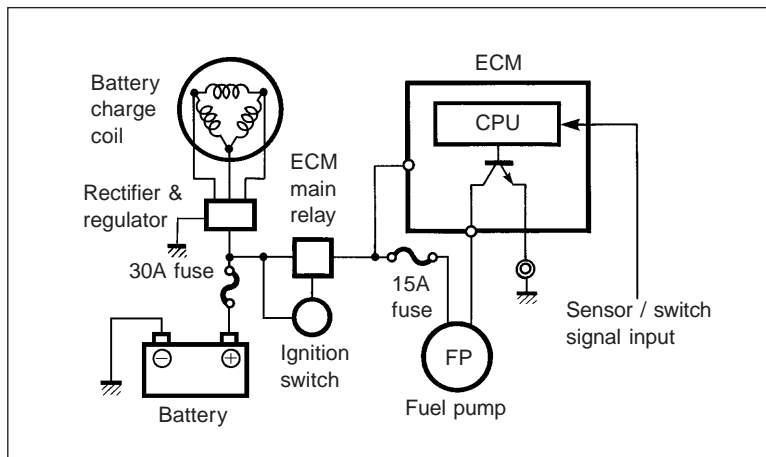 Battery
charge
coil
Rectifier &
regulator
30A fuse
Battery
ECM
main
relay
Ignition
switch
15A
fuse
FP
Fuel pump
ECM
CPU
Sensor / switch
signal input